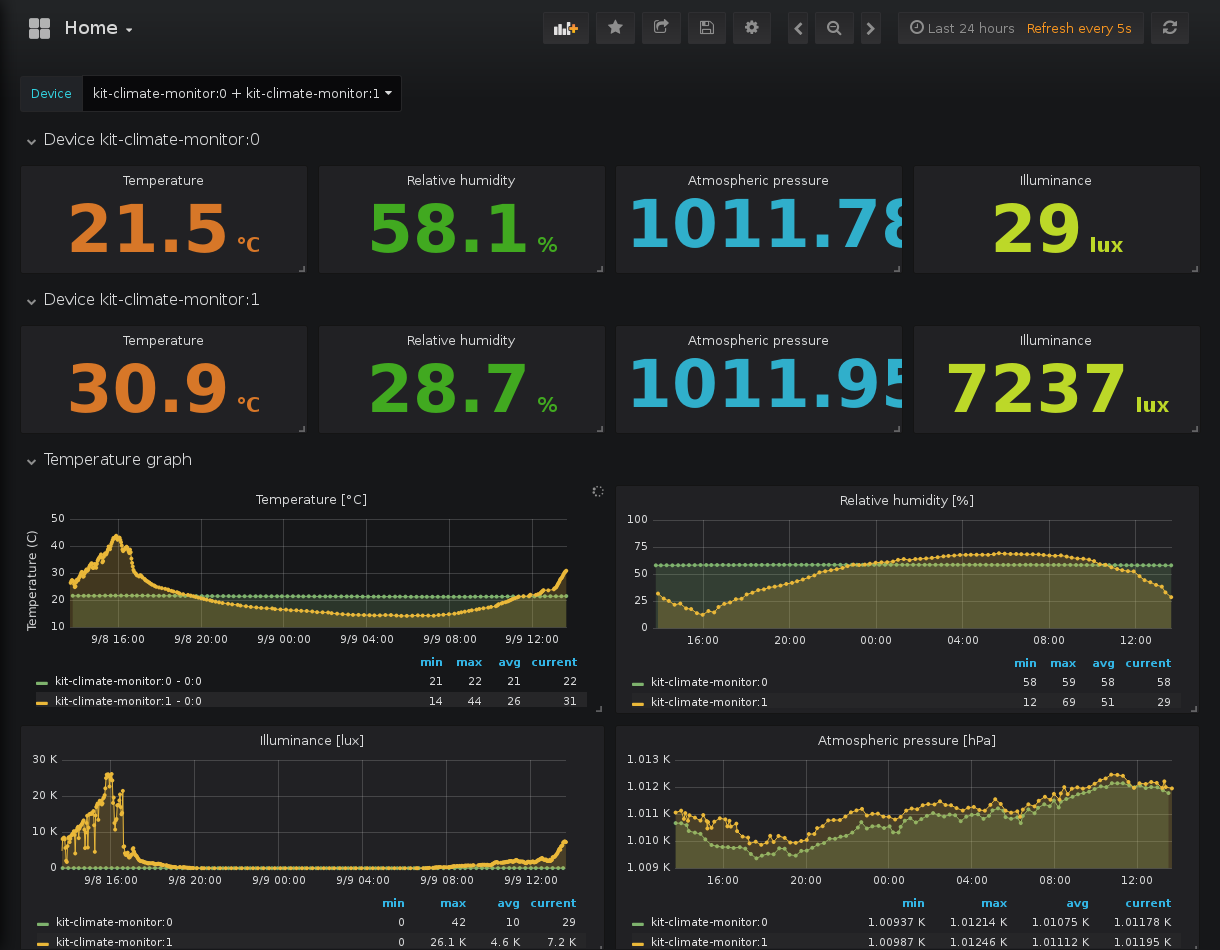 Home
Last 24 hours Refresh every 5s
Device kit-climate-monitor:0 + kit-climate-monitor:1
Device kit-climate-monitor:0
Temperature Relative humidity Atmospheric pressure Illuminance
21.5 °C 58.1 % 1011.78 29 lux
Device kit-climate-monitor:1
Temperature Relative humidity Atmospheric pressure Illuminance
30.9 °C 28.7 % 1011.95 7237 lux
Temperature graph
Temperature [°C]
Temperature (C)
50
40
30
20
10
9/8 16:00 9/8 20:00 9/9 00:00 9/9 04:00 9/9 08:00 9/9 12:00
min max avg current
kit-climate-monitor:0 - 0:0 21 22 21 22
kit-climate-monitor:1 - 0:0 14 44 26 31
Relative humidity [%]
100
75
50
25
0
16:00 20:00 00:00 04:00 08:00 12:00
min max avg current
kit-climate-monitor:0 58 59 58 58
kit-climate-monitor:1 12 69 51 29
Illuminance [lux]
30 K
20 K
10 K
0
9/8 16:00 9/8 20:00 9/9 00:00 9/9 04:00 9/9 08:00 9/9 12:00
min max avg current
kit-climate-monitor:0 0 42 10 29
kit-climate-monitor:1 0 26.1 K 4.6 K 7.2 K
Atmospheric pressure [hPa]
1.013 K
1.012 K
1.011 K
1.010 K
1.009 K
16:00 20:00 00:00 04:00 08:00 12:00
min max avg current
kit-climate-monitor:0 1.00937 K 1.01214 K 1.01075 K 1.01178 K
kit-climate-monitor:1 1.00987 K 1.01246 K 1.01112 K 1.01195 K